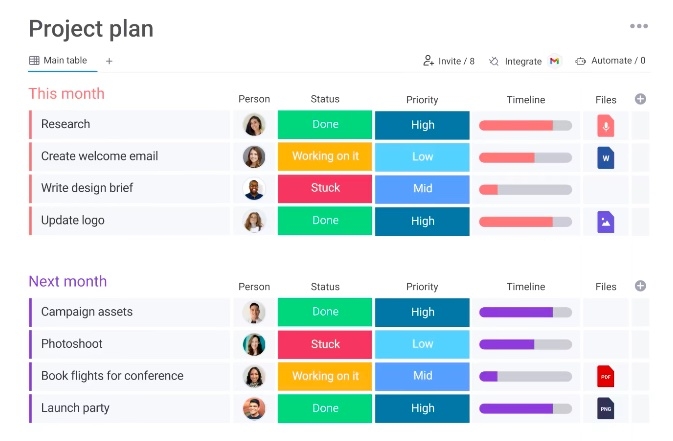 Project plan
Main table
Invite / 8 Integrate Automate / 0
This month Person Status Priority Timeline Files
Research Done High
Create welcome email Working on it Low W
Write design brief Stuck Mid
Update logo Done High
Next month Person Status Priority Timeline Files
Campaign assets Done High
Photoshoot Stuck Low
Book flights for conference Working on it Mid PDF
Launch party Done High PNG